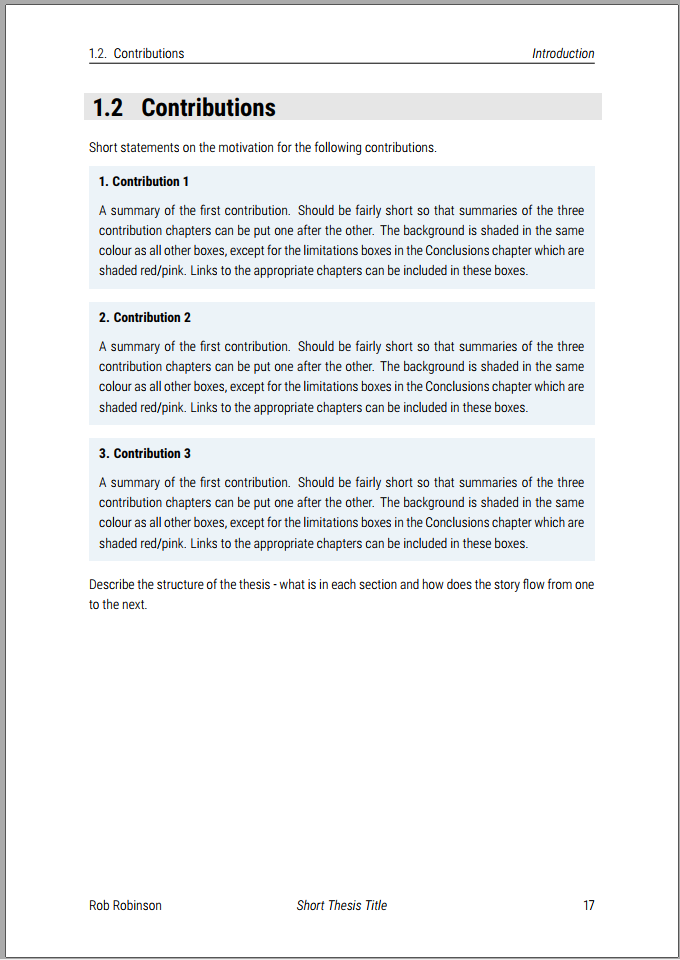 1.2. Contributions
Introduction
1.2 Contributions
Short statements on the motivation for the following contributions.
1. Contribution 1
A summary of the first contribution. Should be fairly short so that summaries of the three
contribution chapters can be put one after the other. The background is shaded in the same
colour as all other boxes, except for the limitations boxes in the Conclusions chapter which are
shaded red/pink. Links to the appropriate chapters can be included in these boxes.
2. Contribution 2
A summary of the first contribution. Should be fairly short so that summaries of the three
contribution chapters can be put one after the other. The background is shaded in the same
colour as all other boxes, except for the limitations boxes in the Conclusions chapter which are
shaded red/pink. Links to the appropriate chapters can be included in these boxes.
3. Contribution 3
A summary of the first contribution. Should be fairly short so that summaries of the three
contribution chapters can be put one after the other. The background is shaded in the same
colour as all other boxes, except for the limitations boxes in the Conclusions chapter which are
shaded red/pink. Links to the appropriate chapters can be included in these boxes.
Describe the structure of the thesis - what is in each section and how does the story flow from one
to the next.
Rob Robinson
Short Thesis Title
17